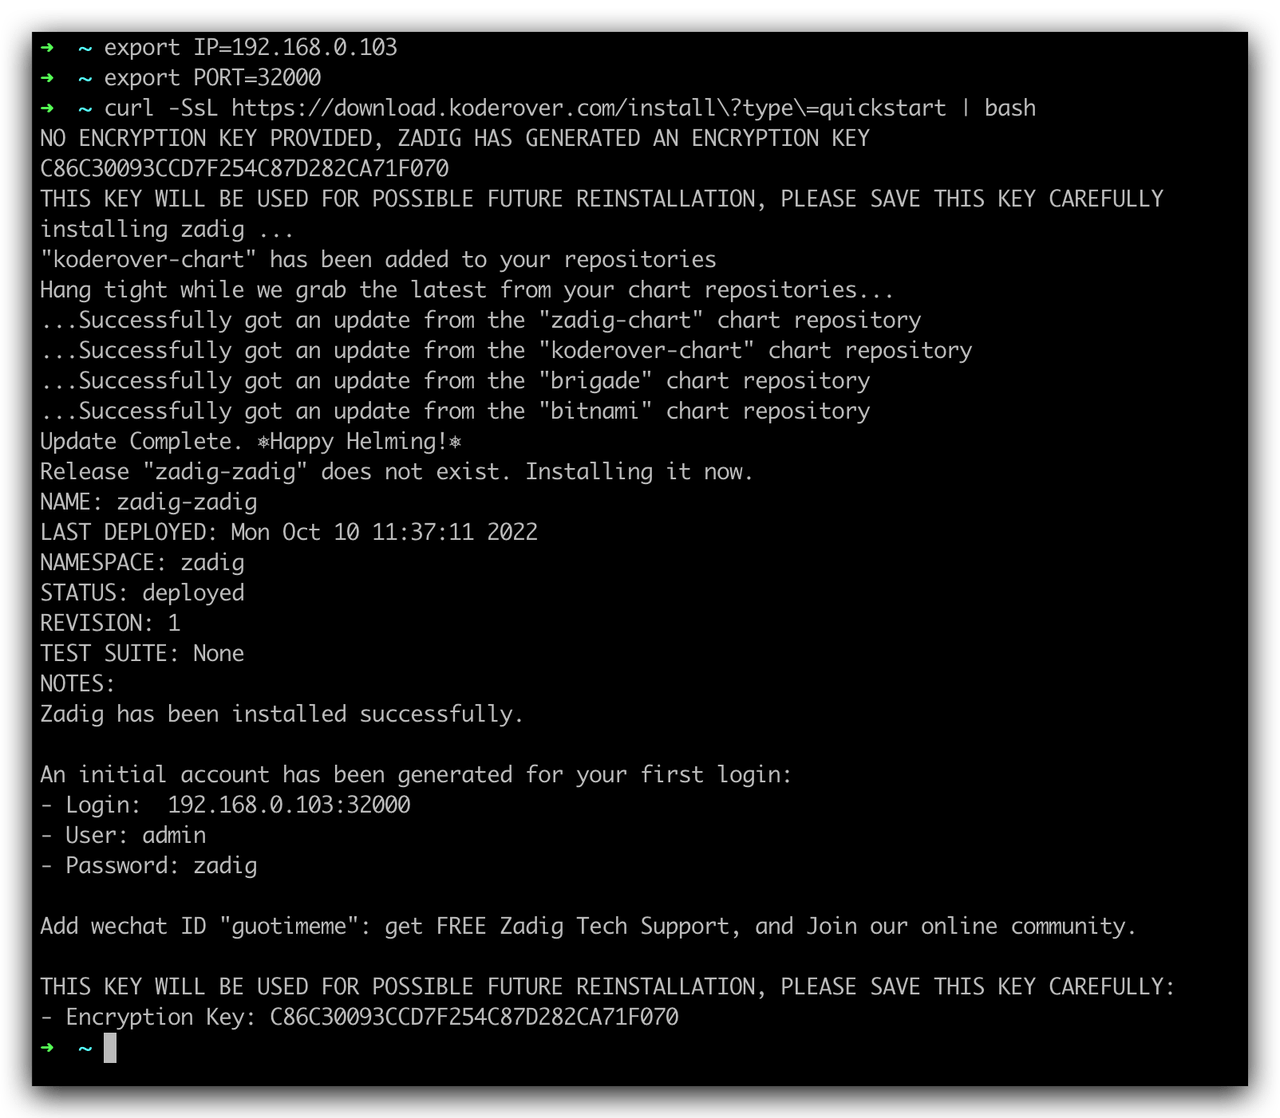 ➜  ~ export IP=192.168.0.103
➜  ~ export PORT=32000
➜  ~ curl -SsL https://download.koderover.com/install\?type\=quickstart | bash
NO ENCRYPTION KEY PROVIDED, ZADIG HAS GENERATED AN ENCRYPTION KEY
C86C30093CCD7F254C87D282CA71F070
THIS KEY WILL BE USED FOR POSSIBLE FUTURE REINSTALLATION, PLEASE SAVE THIS KEY CAREFULLY
installing zadig ...
"koderover-chart" has been added to your repositories
Hang tight while we grab the latest from your chart repositories...
...Successfully got an update from the "zadig-chart" chart repository
...Successfully got an update from the "koderover-chart" chart repository
...Successfully got an update from the "brigade" chart repository
...Successfully got an update from the "bitnami" chart repository
Update Complete. ⎈Happy Helming!⎈
Release "zadig-zadig" does not exist. Installing it now.
NAME: zadig-zadig
LAST DEPLOYED: Mon Oct 10 11:37:11 2022
NAMESPACE: zadig
STATUS: deployed
REVISION: 1
TEST SUITE: None
NOTES:
Zadig has been installed successfully.

An initial account has been generated for your first login:
- Login:  192.168.0.103:32000
- User: admin
- Password: zadig

Add wechat ID "guotimeme": get FREE Zadig Tech Support, and Join our online community.

THIS KEY WILL BE USED FOR POSSIBLE FUTURE REINSTALLATION, PLEASE SAVE THIS KEY CAREFULLY:
- Encryption Key: C86C30093CCD7F254C87D282CA71F070
➜  ~